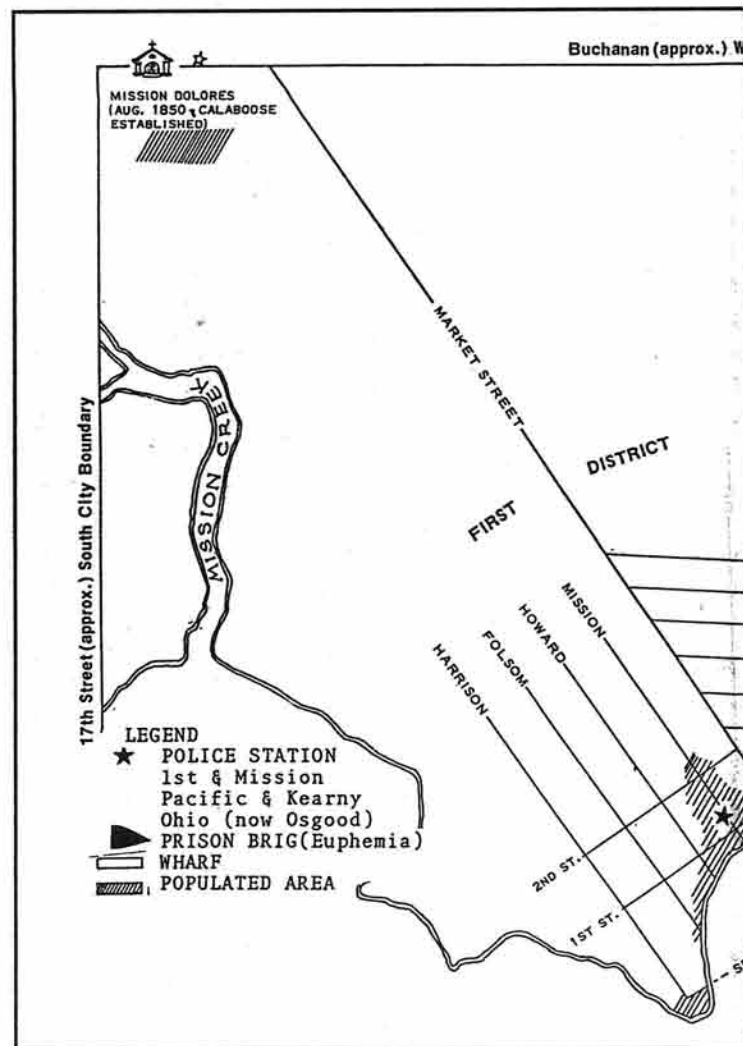 Buchanan (approx.)
MISSION DOLORES
(AUG. 1850, CALABOOSE
ESTABLISHED)
MARKET STREET
MISSION CREEK
17th Street (approx.) South City Boundary
FIRST DISTRICT
MISSION
HOWARD
FOLSOM
HARRISON
LEGEND
POLICE STATION
1st & Mission
Pacific & Kearny
Ohio (now Osgood)
PRISON BRIG(Euphemia)
WHARF
POPULATED AREA
2ND ST.
1ST ST.